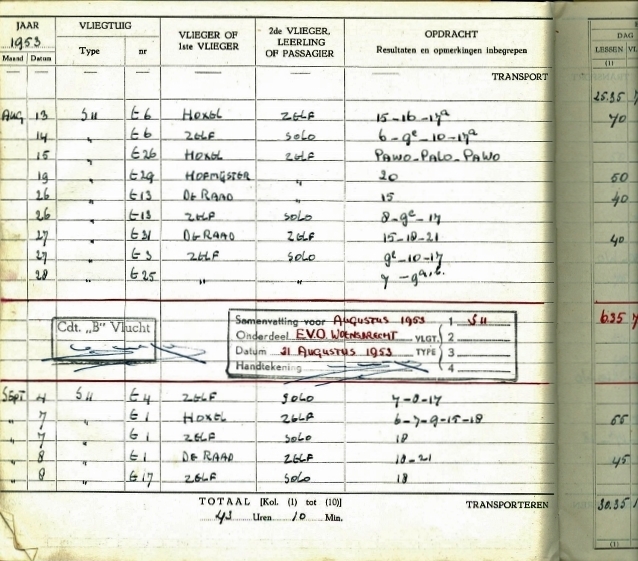 JAAR VLIEGTUIG VLIEGER OF 1ste VLIEGER 2de VLIEGER, LEERLING OF PASSAGIER OPDRACHT DAG
1953 Type nr Resultaten en opmerkingen inbegrepen LESSEN
Maand Datum (1)
TRANSPORT
25.35
AUG 13 S11 E6 HOXEL ZELF 15-16-17ª 70
14 " E6 ZELF SOLO 6-9e-10-17ª
15 " E26 HOXEL ZELF PAWO-PALO-PAWO
19 " E29 HOFMEYSTER " 20 50
26 " E13 DE RAAD " 15 40
26 " E13 ZELF SOLO 8-9e-17
27 " E31 DE RAAD ZELF 15-18-21 40
27 " E3 ZELF SOLO 9e-10-17
28 " E25 " " 7-9a,b.
Cdt. „B" Vlucht
Samenvatting voor AUGUSTUS 1953 1 S11 6.35
Onderdeel E.V.O. WOENSDRECHT VLGT. 2
Datum 31 AUGUSTUS 1953 TYPE 3
Handtekening 4
SEPT 4 S11 E4 ZELF SOLO 7-8-17
" 7 " E1 HOXEL ZELF 6-7-9-15-18 55
" 7 " E1 ZELF SOLO 18
" 8 " E1 DE RAAD ZELF 18-21 45
" 8 " E17 ZELF SOLO 18
TOTAAL [Kol. (1) tot (10)] TRANSPORTEREN 30.35
43 Uren 10 Min.
(1)